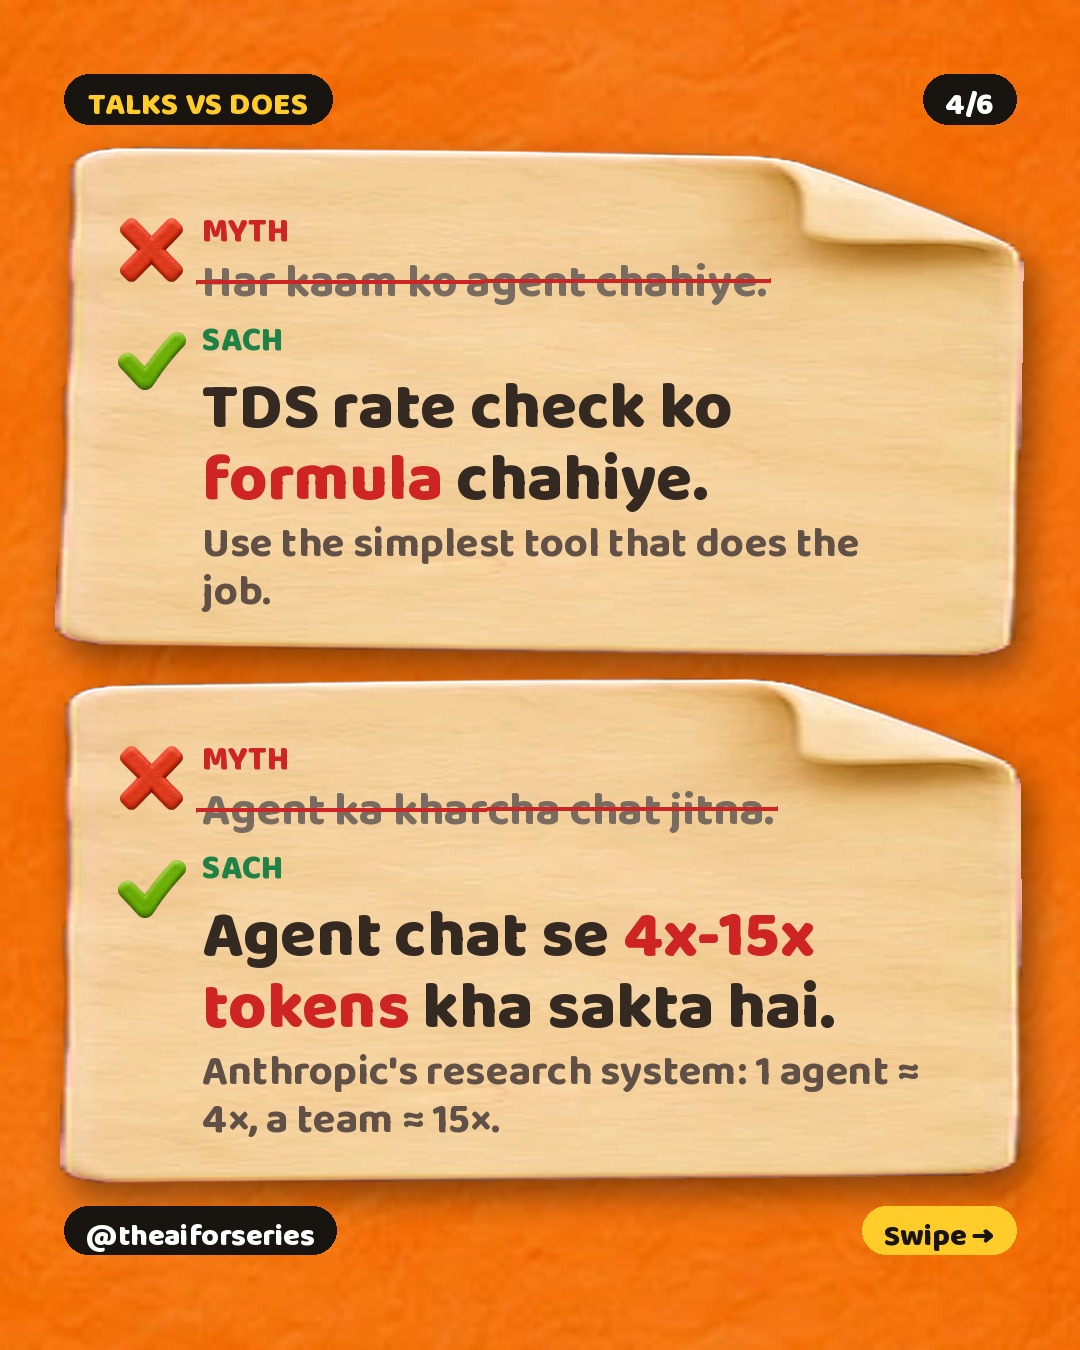 TALKS VS DOES
4/6
MYTH
Har kaam ko agent chahiye.
SACH
TDS rate check ko
formula chahiye.
Use the simplest tool that does the
job.
MYTH
Agent ka kharcha chat jitna.
SACH
Agent chat se 4x-15x
tokens kha sakta hai.
Anthropic's research system: 1 agent ≈
4×, a team ≈ 15×.
@theaiforseries
Swipe →